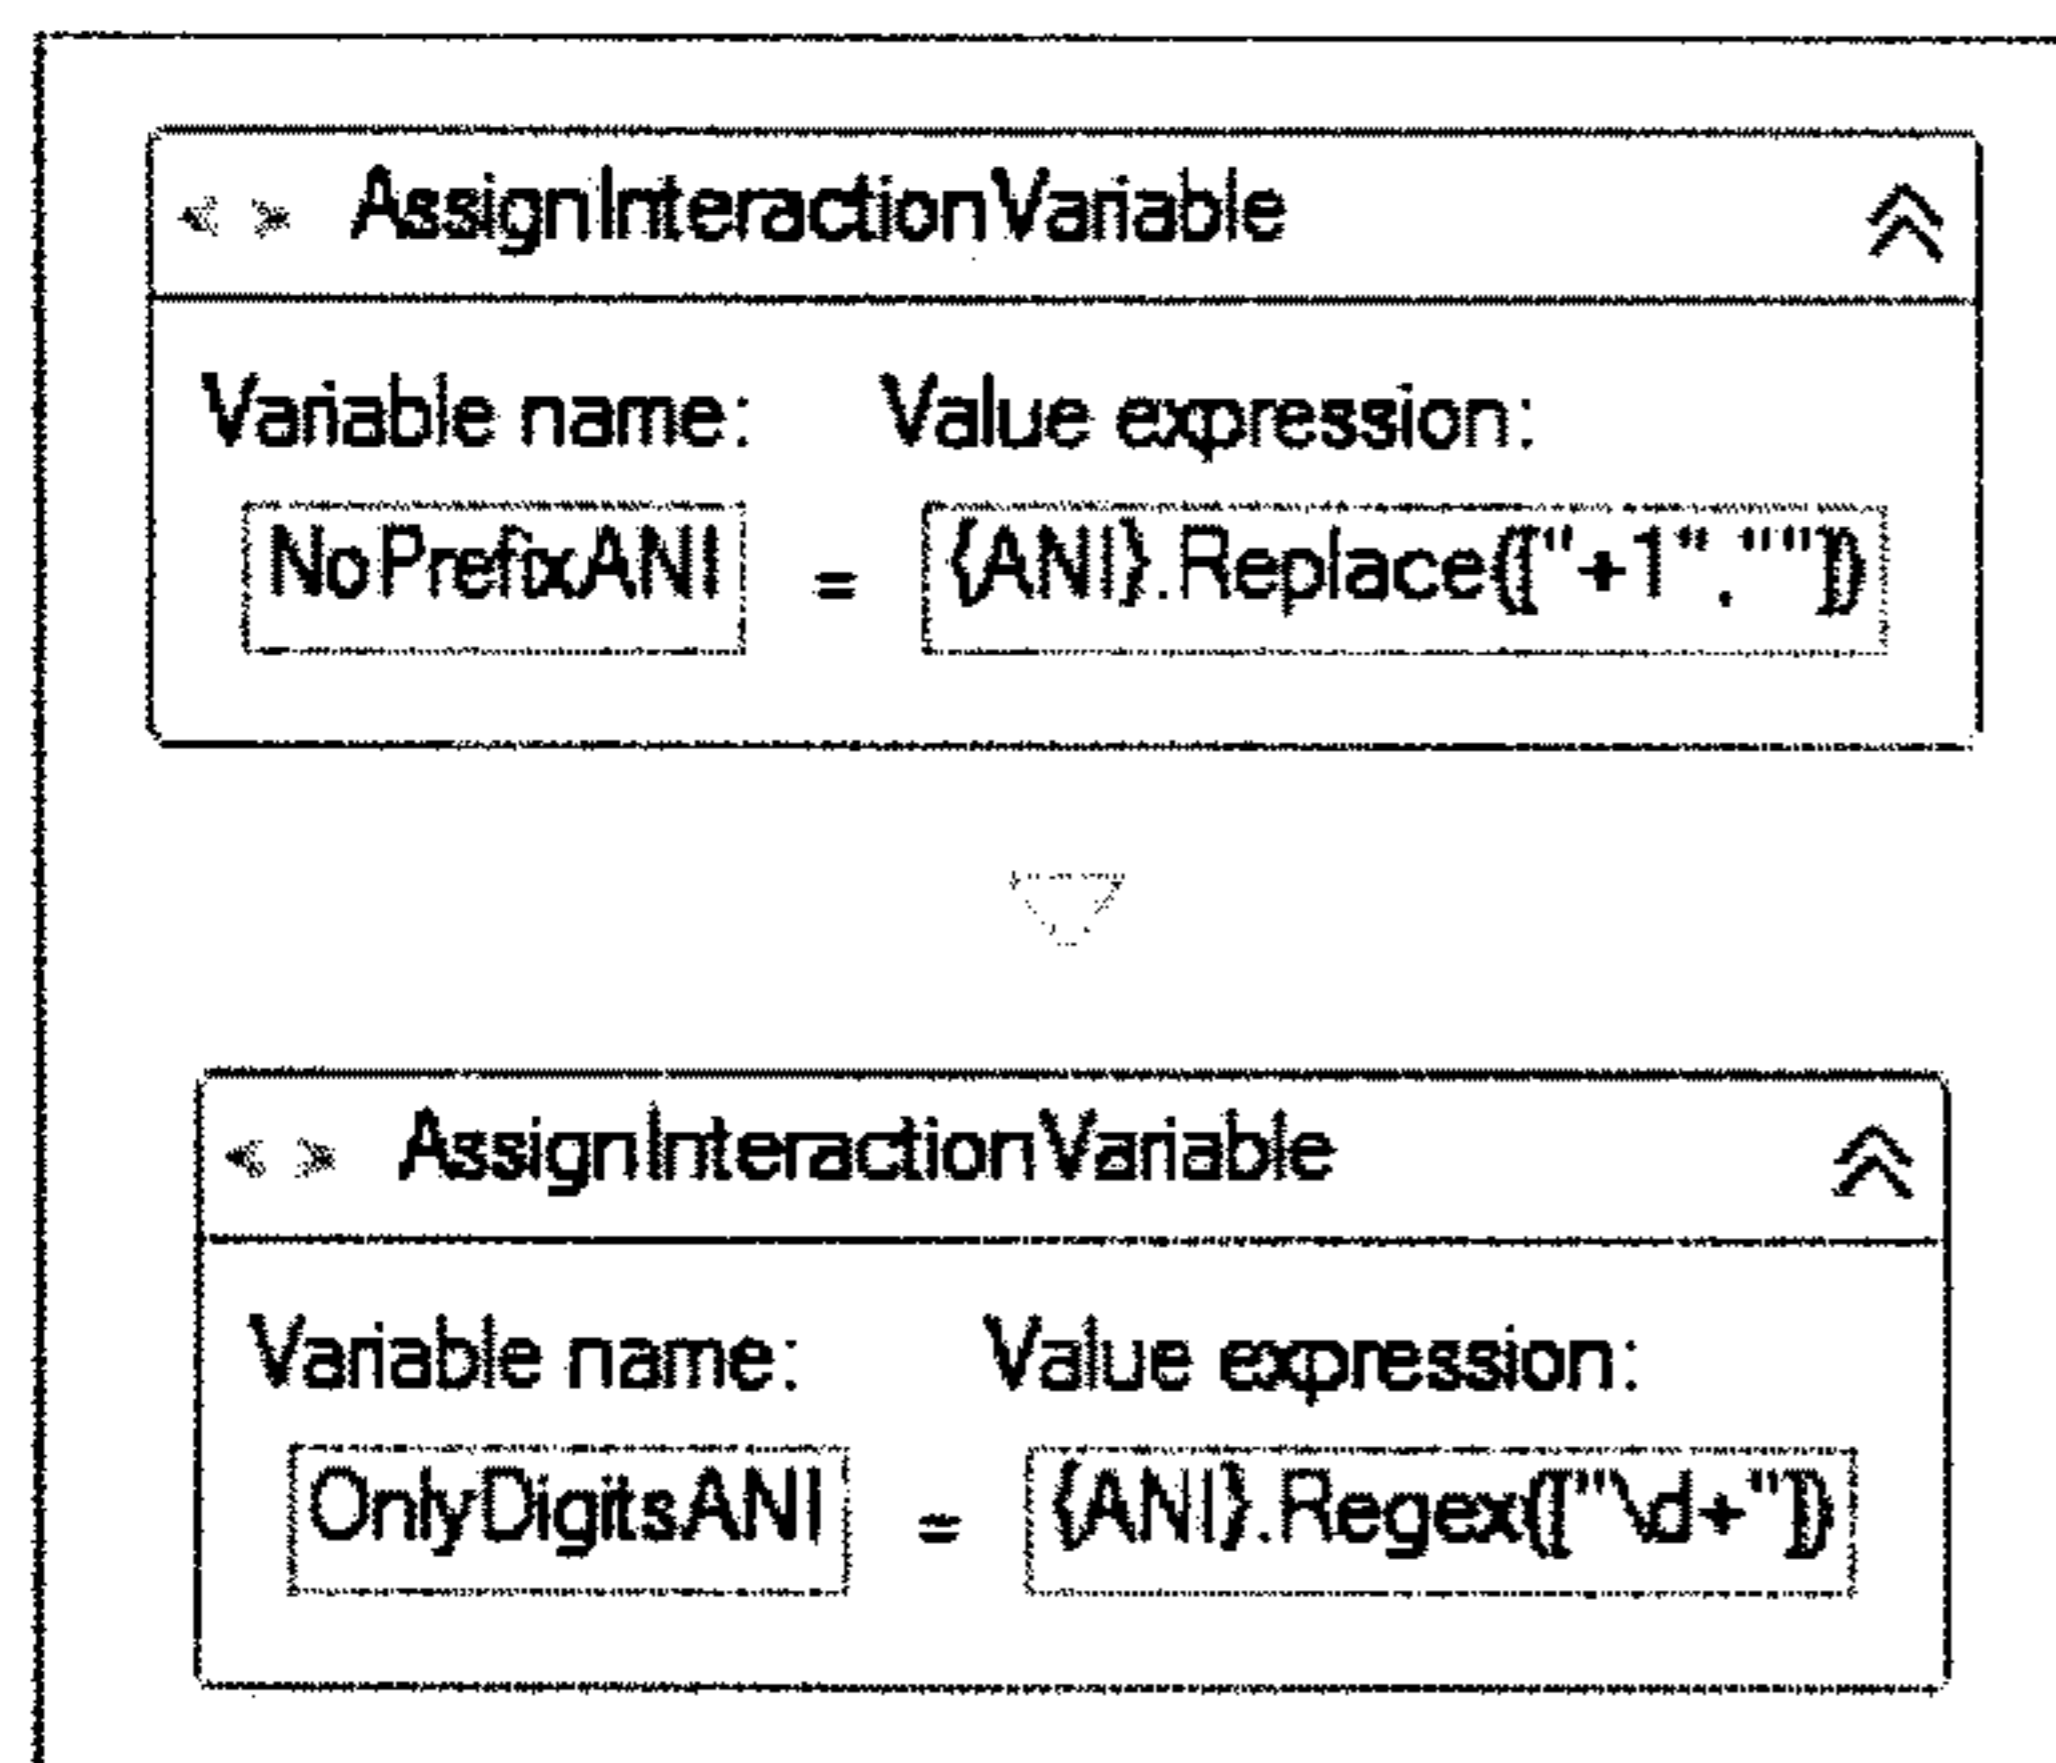 AssignInteractionVariable
Variable name: Value expression:
NoPrefixANI = {ANI}.Replace(["+1",""])
AssignInteractionVariable
Variable name: Value expression:
OnlyDigitsANI = {ANI}.Regex(["\d+"])